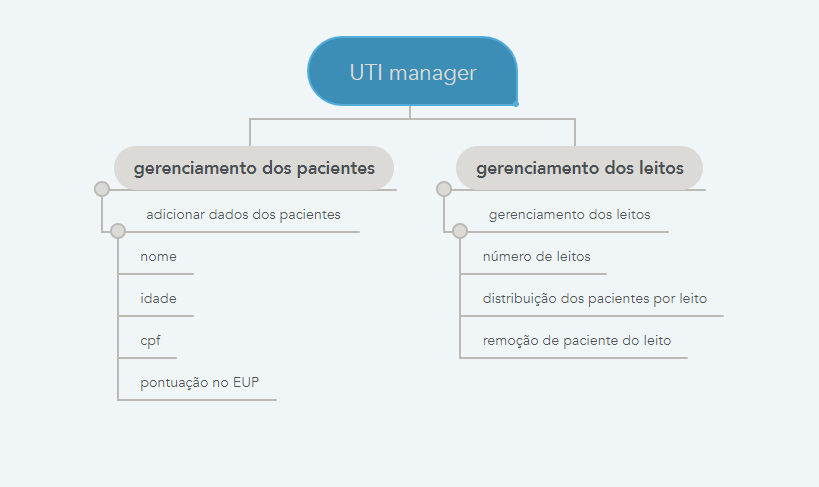 UTI manager
gerenciamento dos pacientes
adicionar dados dos pacientes
nome
idade
cpf
pontuação no EUP
gerenciamento dos leitos
gerenciamento dos leitos
número de leitos
distribuição dos pacientes por leito
remoção de paciente do leito